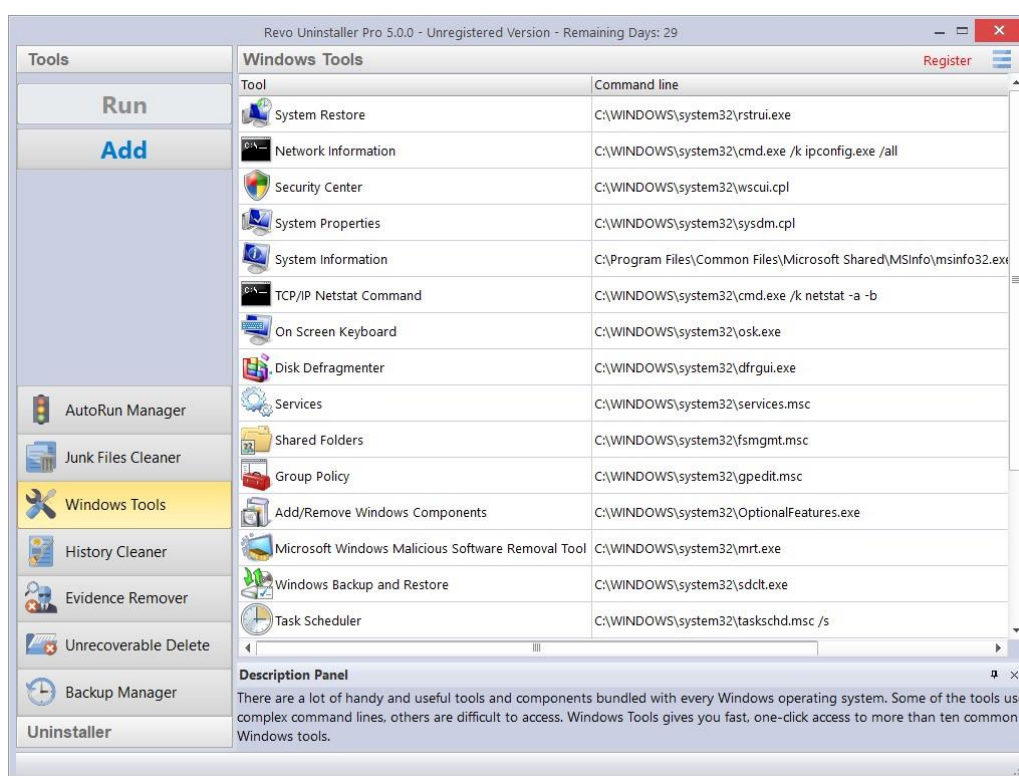 Revo Uninstaller Pro 5.0.0 - Unregistered Version - Remaining Days: 29
Tools
Windows Tools
Register
Run
Add
Tool Command line
System Restore C:\WINDOWS\system32\rstrui.exe
Network Information C:\WINDOWS\system32\cmd.exe /k ipconfig.exe /all
Security Center C:\WINDOWS\system32\wscui.cpl
System Properties C:\WINDOWS\system32\sysdm.cpl
System Information C:\Program Files\Common Files\Microsoft Shared\MSInfo\msinfo32.exe
TCP/IP Netstat Command C:\WINDOWS\system32\cmd.exe /k netstat -a -b
On Screen Keyboard C:\WINDOWS\system32\osk.exe
Disk Defragmenter C:\WINDOWS\system32\dfrgui.exe
Services C:\WINDOWS\system32\services.msc
Shared Folders C:\WINDOWS\system32\fsmgmt.msc
Group Policy C:\WINDOWS\system32\gpedit.msc
Add/Remove Windows Components C:\WINDOWS\system32\OptionalFeatures.exe
Microsoft Windows Malicious Software Removal Tool C:\WINDOWS\system32\mrt.exe
Windows Backup and Restore C:\WINDOWS\system32\sdclt.exe
Task Scheduler C:\WINDOWS\system32\taskschd.msc /s
AutoRun Manager
Junk Files Cleaner
Windows Tools
History Cleaner
Evidence Remover
Unrecoverable Delete
Backup Manager
Uninstaller
Description Panel
There are a lot of handy and useful tools and components bundled with every Windows operating system. Some of the tools us
complex command lines, others are difficult to access. Windows Tools gives you fast, one-click access to more than ten common
Windows tools.